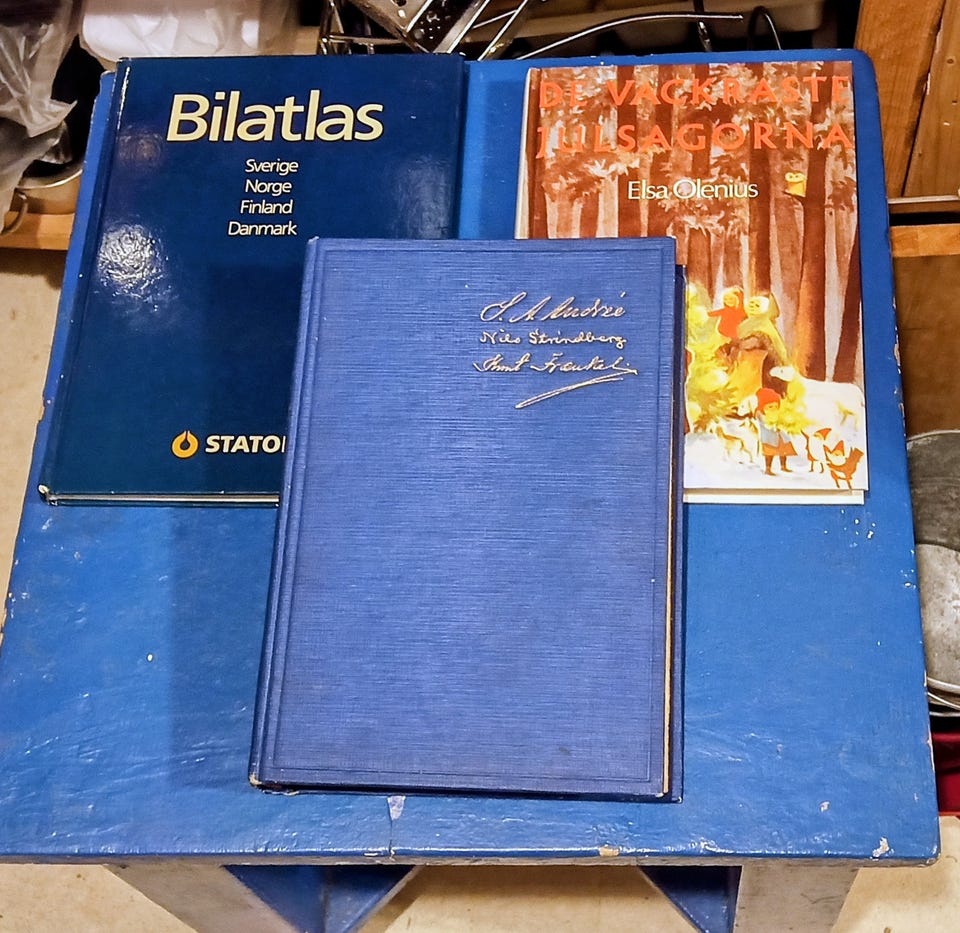 Bilatlas
Sverige
Norge
Finland
Danmark
STATOI
DE VACKRASTE
JULSAGORNA
Elsa Olenius
S. A. Andrée
Nils Strindberg
Knut Frænkel.